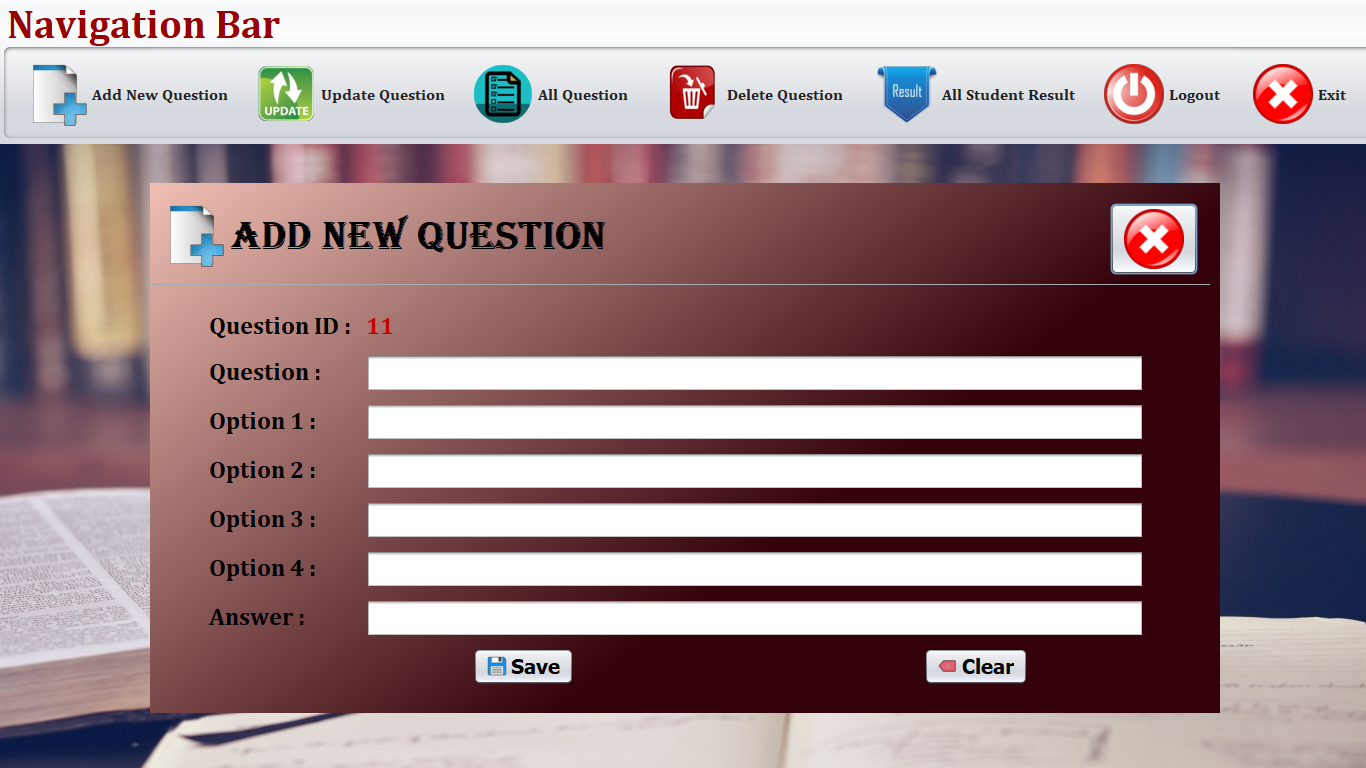 Navigation Bar
Add New Question
UPDATE
Update Question
All Question
Delete Question
Result
All Student Result
Logout
Exit
ADD NEW QUESTION
Question ID : 11
Question :
Option 1 :
Option 2 :
Option 3 :
Option 4 :
Answer :
Save
Clear